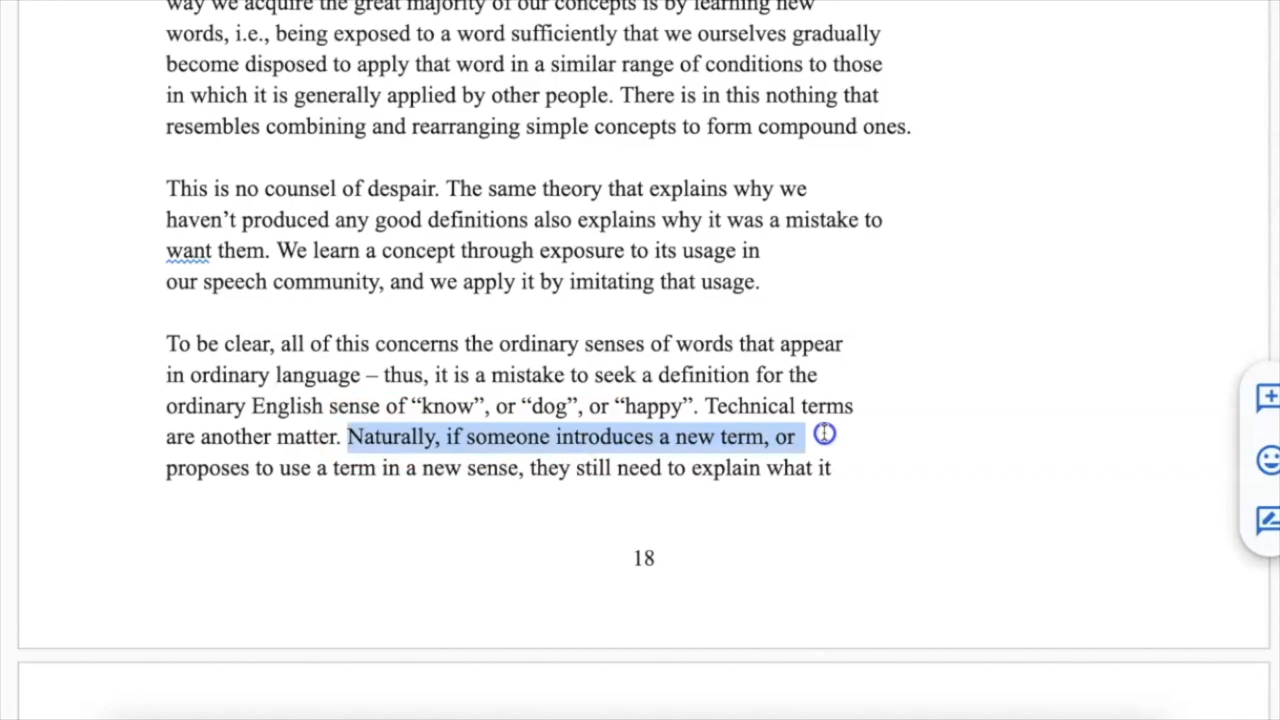 way we acquire the great majority of our concepts is by learning new
words, i.e., being exposed to a word sufficiently that we ourselves gradually
become disposed to apply that word in a similar range of conditions to those
in which it is generally applied by other people. There is in this nothing that
resembles combining and rearranging simple concepts to form compound ones.
This is no counsel of despair. The same theory that explains why we
haven’t produced any good definitions also explains why it was a mistake to
want them. We learn a concept through exposure to its usage in
our speech community, and we apply it by imitating that usage.
To be clear, all of this concerns the ordinary senses of words that appear
in ordinary language – thus, it is a mistake to seek a definition for the
ordinary English sense of “know”, or “dog”, or “happy”. Technical terms
are another matter. Naturally, if someone introduces a new term, or
proposes to use a term in a new sense, they still need to explain what it
18